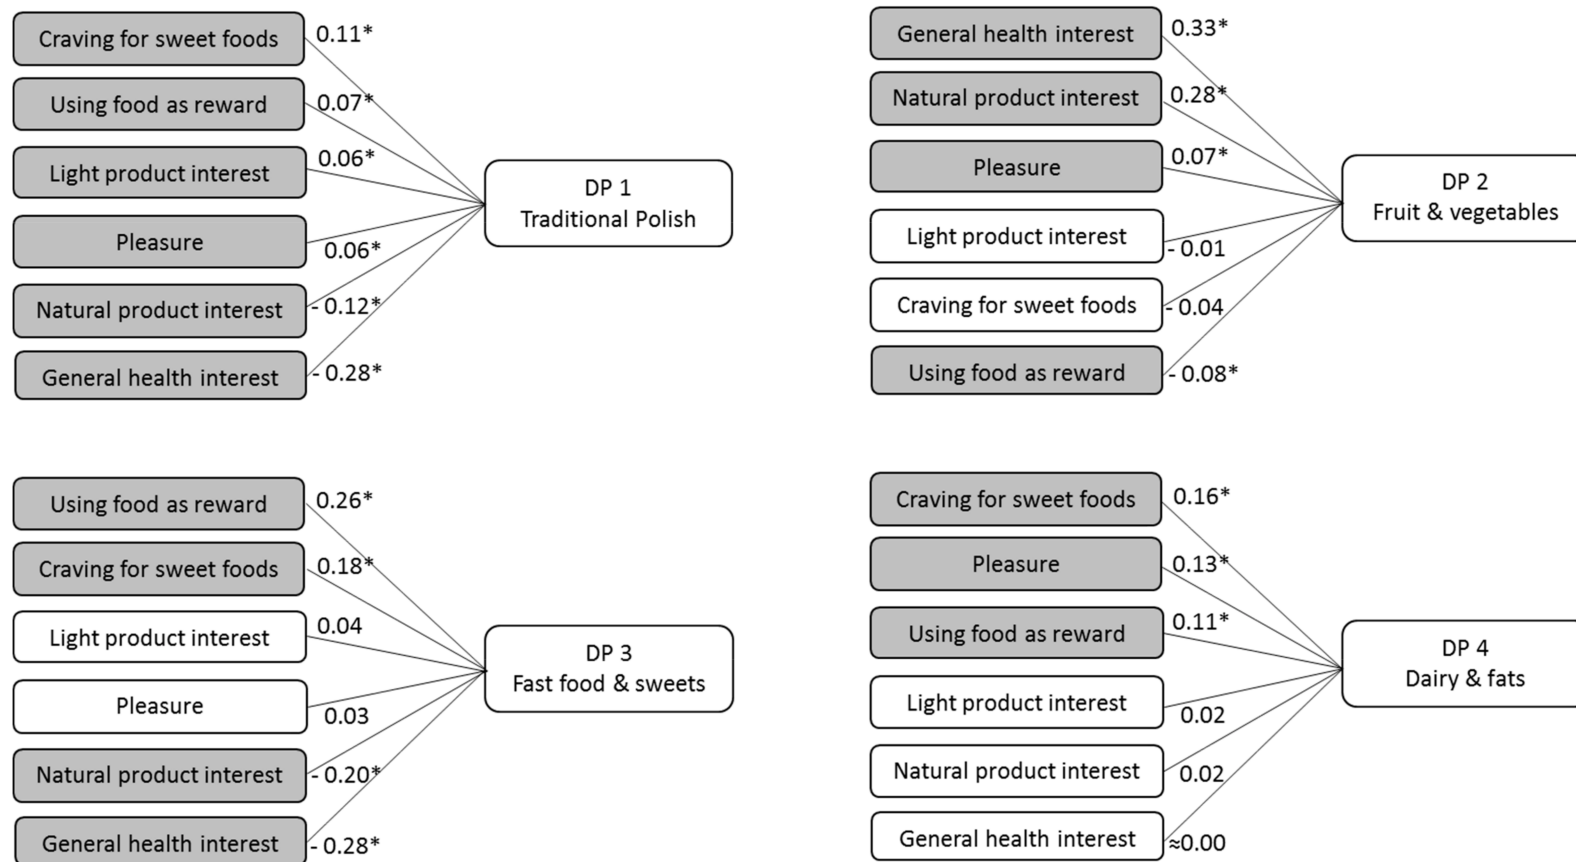 Craving for sweet foods 0.11*
Using food as reward 0.07*
Light product interest 0.06*
Pleasure 0.06*
Natural product interest - 0.12*
General health interest - 0.28*
DP 1
Traditional Polish
General health interest 0.33*
Natural product interest 0.28*
Pleasure 0.07*
Light product interest - 0.01
Craving for sweet foods - 0.04
Using food as reward - 0.08*
DP 2
Fruit & vegetables
Using food as reward 0.26*
Craving for sweet foods 0.18*
Light product interest 0.04
Pleasure 0.03
Natural product interest - 0.20*
General health interest - 0.28*
DP 3
Fast food & sweets
Craving for sweet foods 0.16*
Pleasure 0.13*
Using food as reward 0.11*
Light product interest 0.02
Natural product interest 0.02
General health interest ≈0.00
DP 4
Dairy & fats